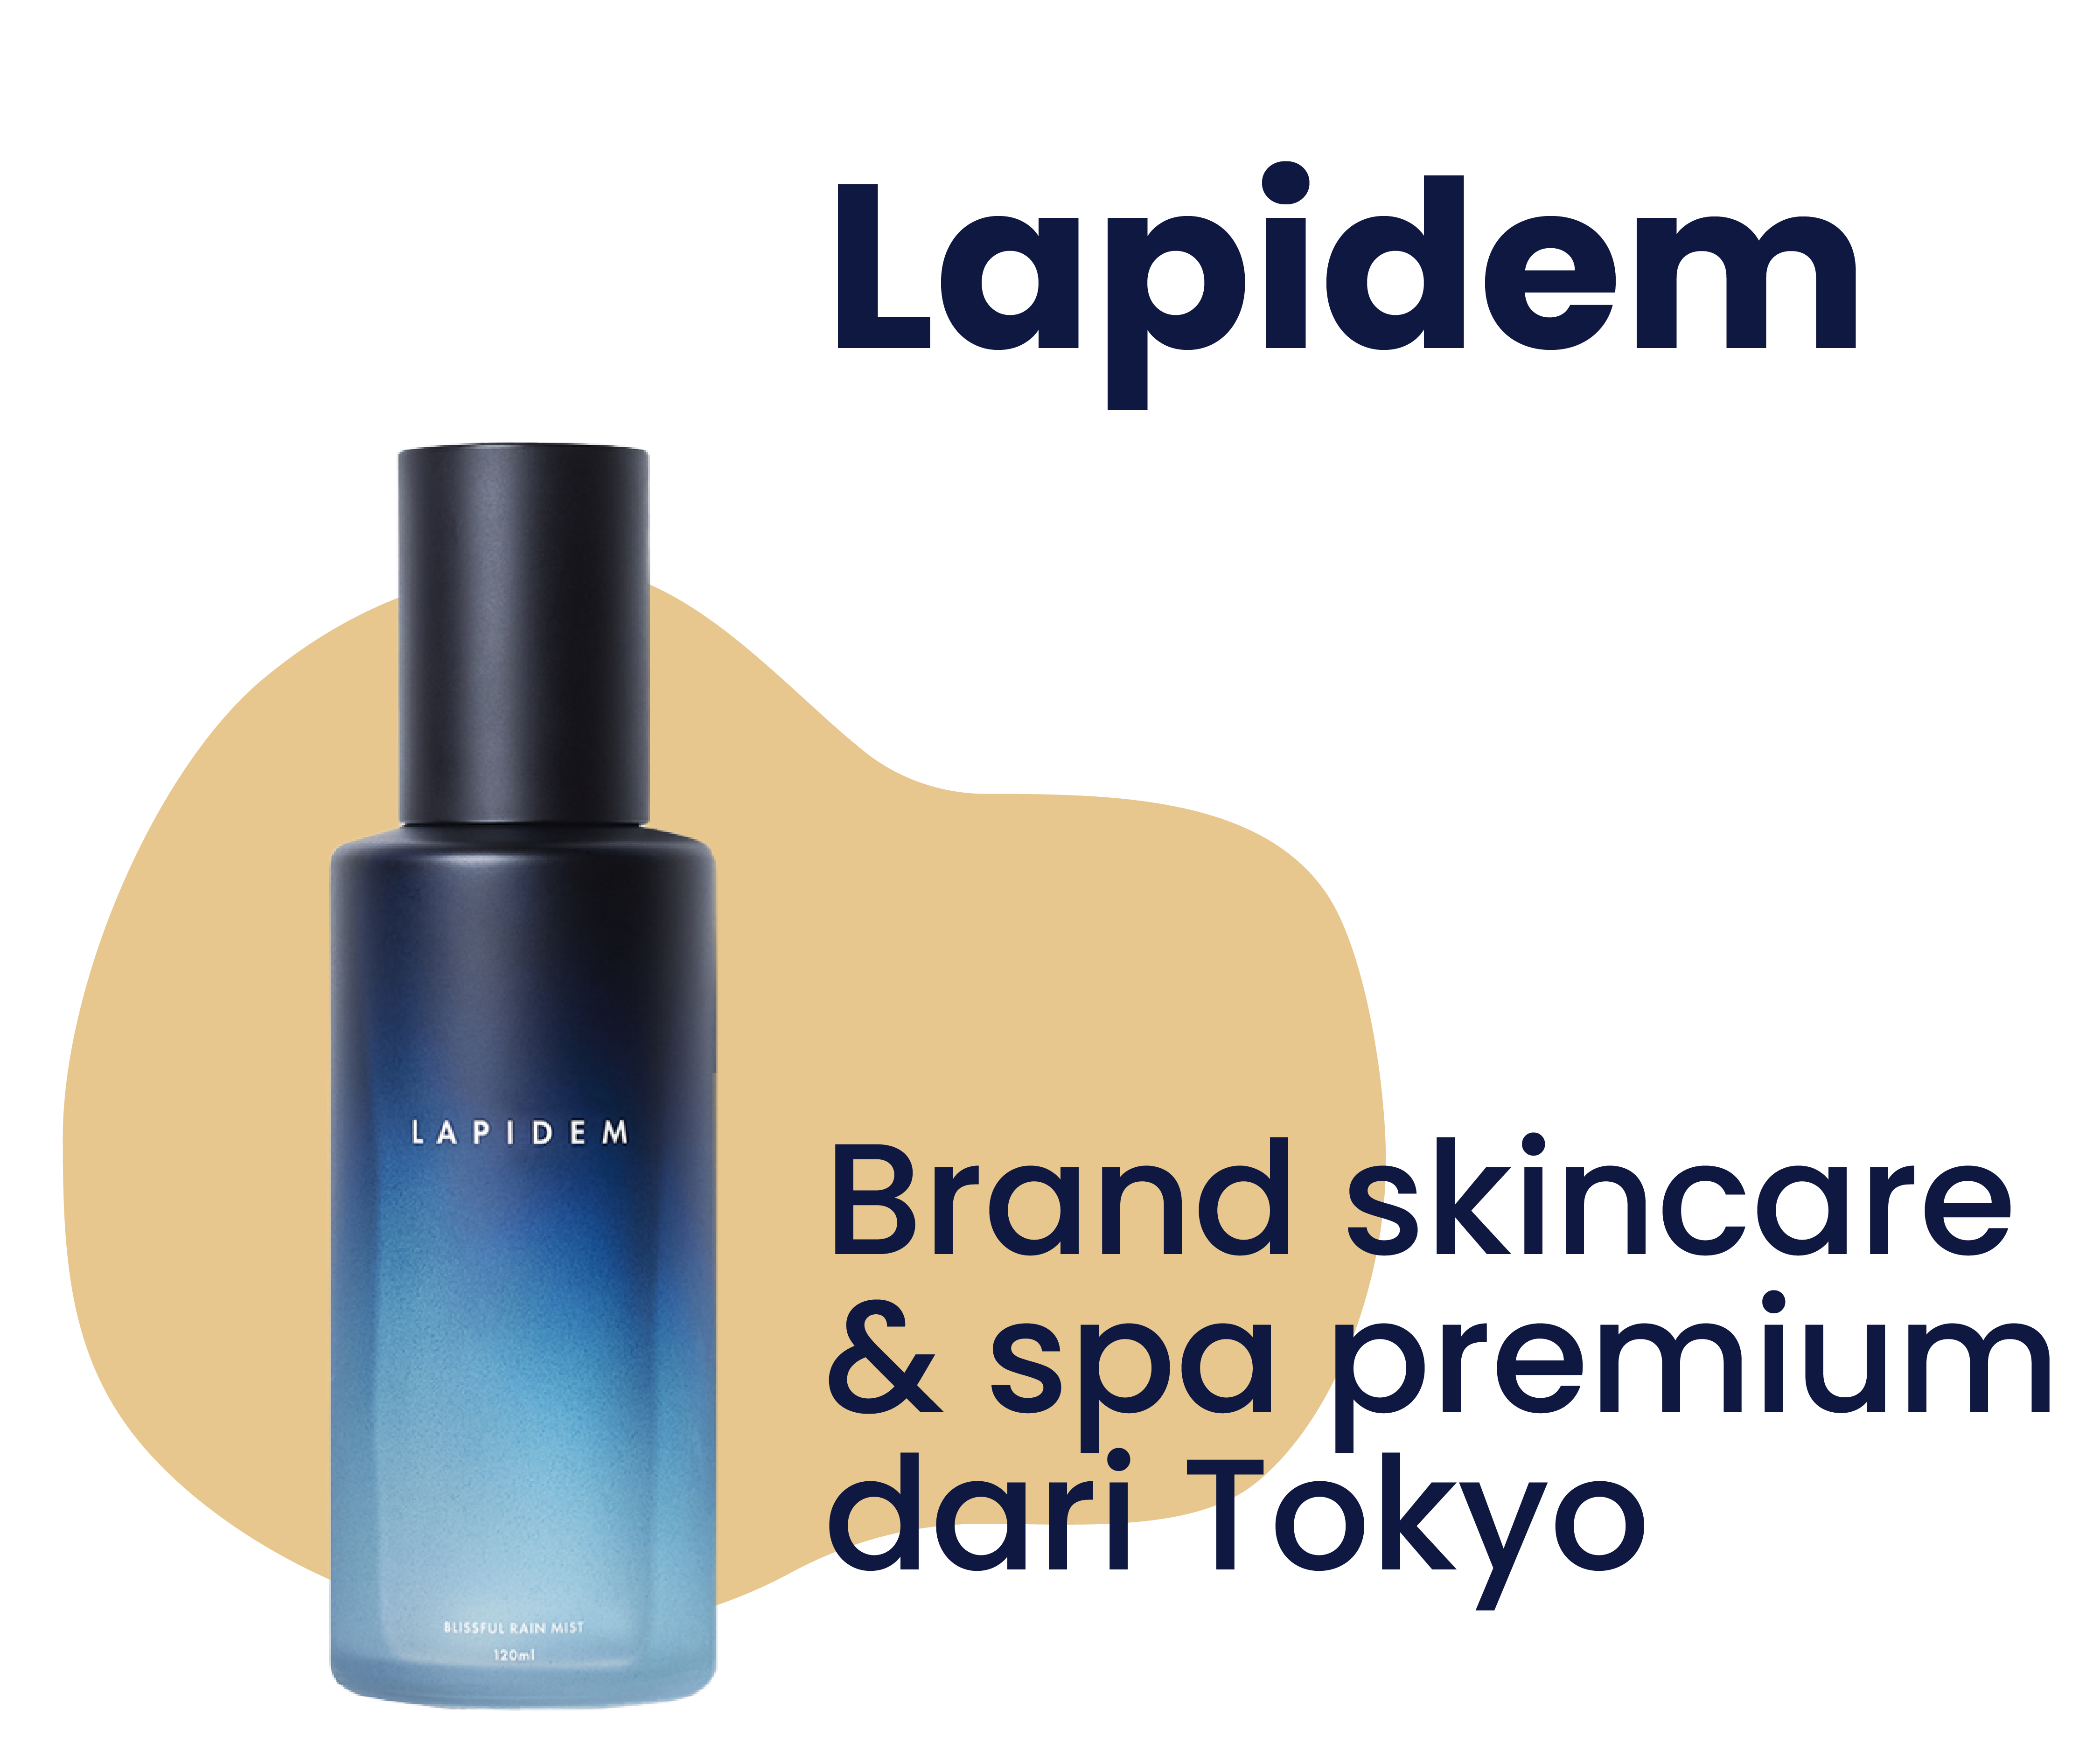 Lapidem
LAPIDEM
BLISSFUL RAIN MIST
120ml
Brand skincare
& spa premium
dari Tokyo